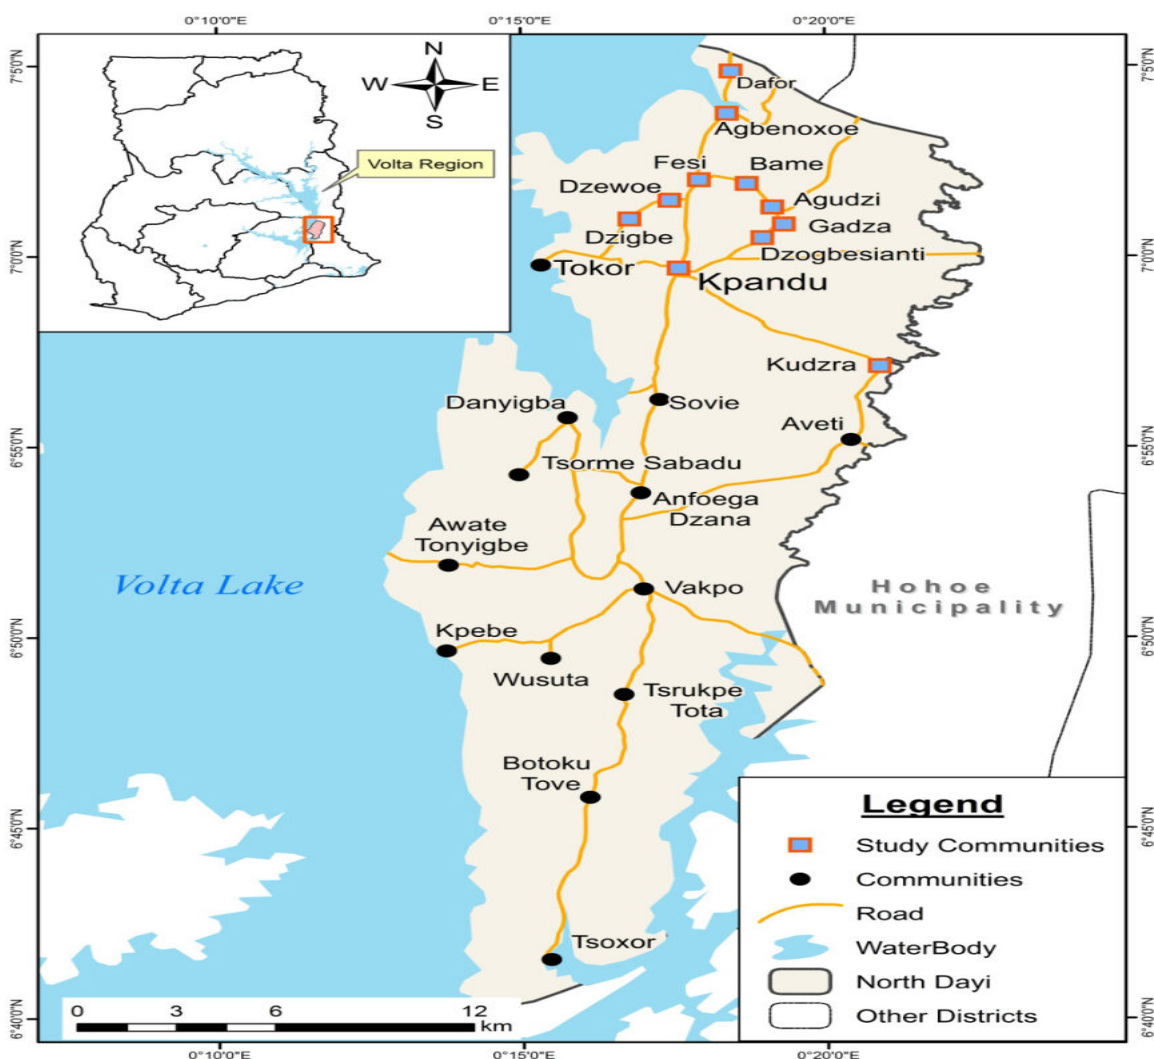 0°10'0"E
0°15'0"E
0°20'0"E
7°5'0"N
7°5'0"N
N
W
E
S
Volta Region
Dafor
Agbenoxoe
Fesi
Bame
Dzewoe
Agudzi
Gadza
Dzigbe
Dzogbesianti
7°0'0"N
7°0'0"N
Tokor
Kpandu
Kudzra
Danyigba
Sovie
Aveti
6°55'0"N
6°55'0"N
Tsorme Sabadu
Anfoega
Dzana
Awate
Tonyigbe
Volta Lake
Vakpo
Hohoe
Municipality
6°50'0"N
6°50'0"N
Kpebe
Wusuta
Tsrukpe
Tota
Botoku
Tove
6°45'0"N
6°45'0"N
Tsoxor
Legend
Study Communities
Communities
Road
WaterBody
North Dayi
Other Districts
0
3
6
12
km
6°40'0"N
6°40'0"N
0°10'0"E
0°15'0"E
0°20'0"E